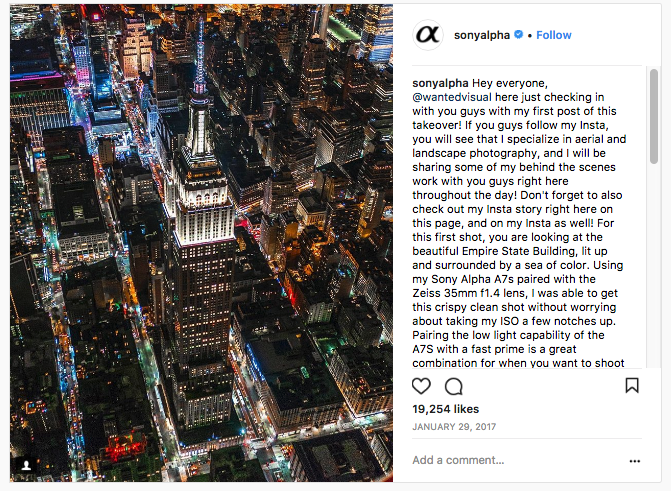 sonyalpha • Follow
sonyalpha Hey everyone,
@wantedvisual here just checking in
with you guys with my first post of this
takeover! If you guys follow my Insta,
you will see that I specialize in aerial and
landscape photography, and I will be
sharing some of my behind the scenes
work with you guys right here
throughout the day! Don't forget to also
check out my Insta story right here on
this page, and on my Insta as well! For
this first shot, you are looking at the
beautiful Empire State Building, lit up
and surrounded by a sea of color. Using
my Sony Alpha A7s paired with the
Zeiss 35mm f1.4 lens, I was able to get
this crispy clean shot without worrying
about taking my ISO a few notches up.
Pairing the low light capability of the
A7S with a fast prime is a great
combination for when you want to shoot
19,254 likes
JANUARY 29, 2017
Add a comment...